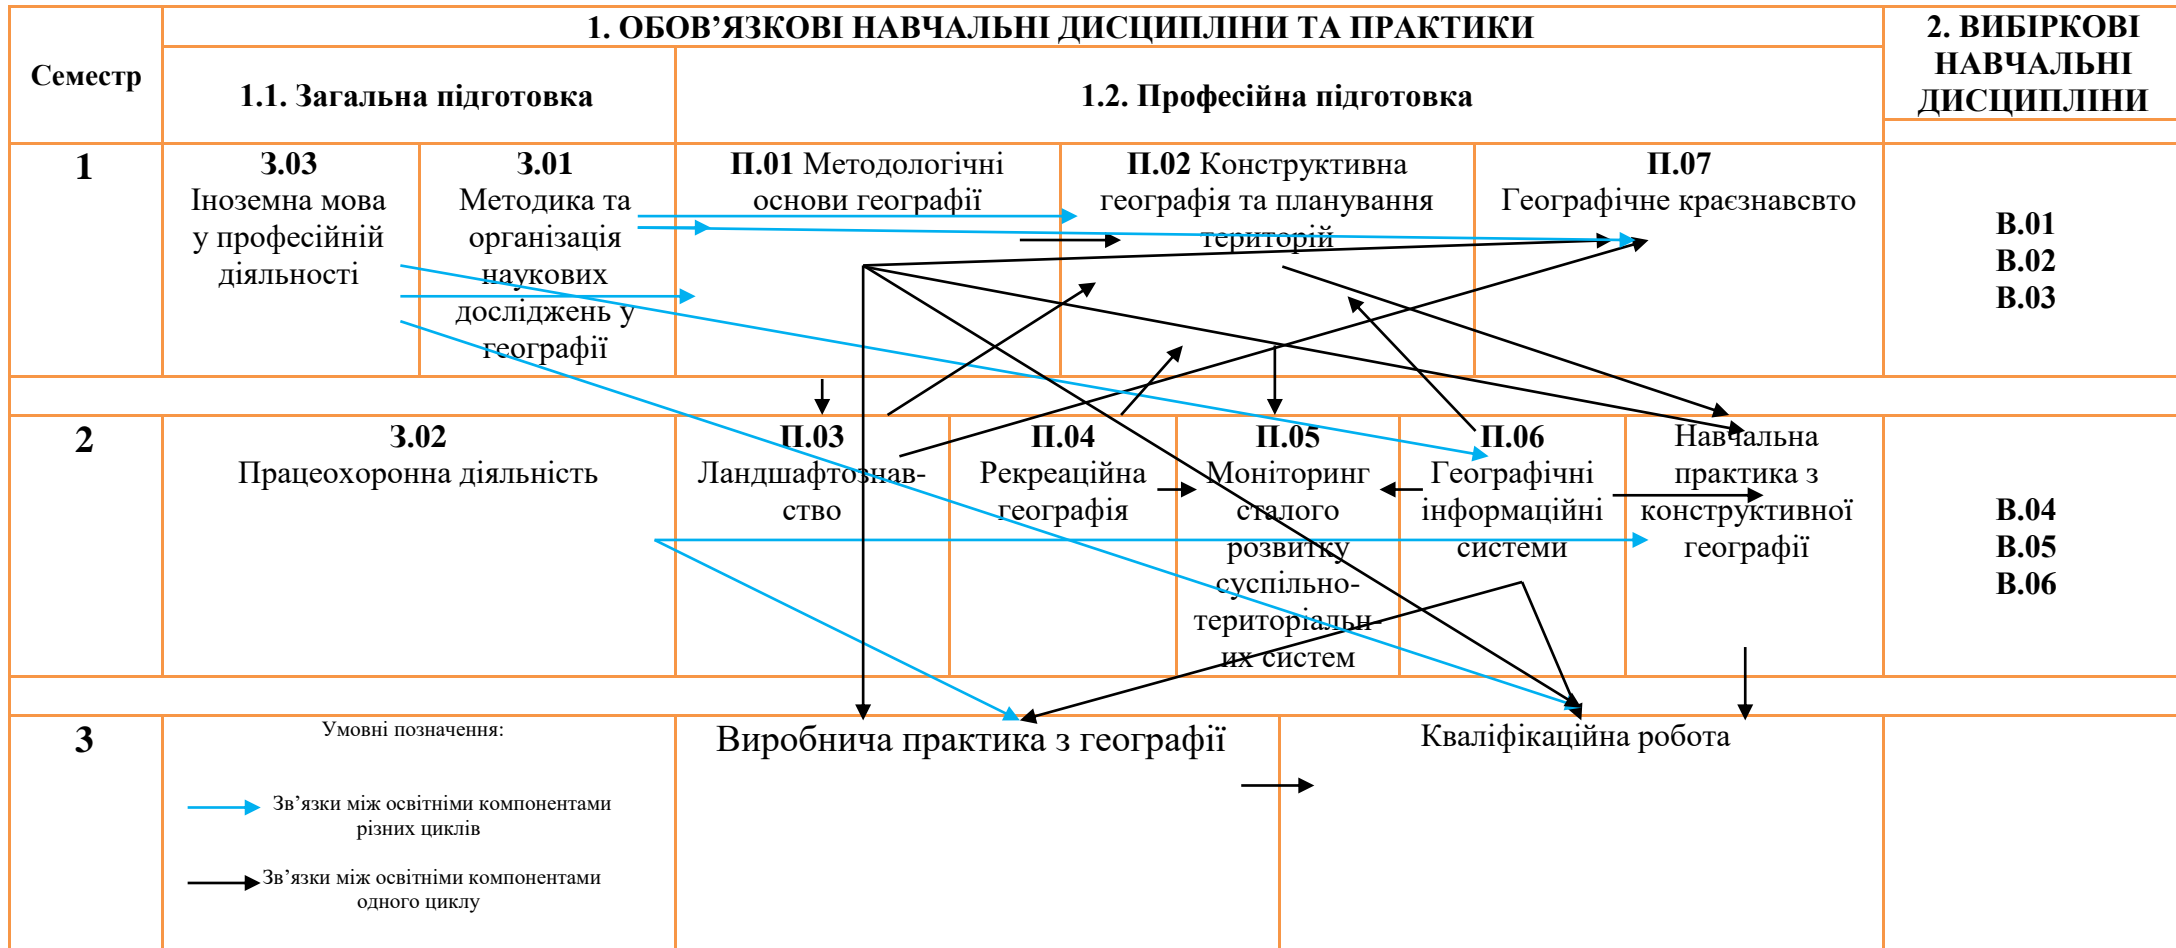 Семестр
1. ОБОВ’ЯЗКОВІ НАВЧАЛЬНІ ДИСЦИПЛІНИ ТА ПРАКТИКИ
2. ВИБІРКОВІ
НАВЧАЛЬНІ
ДИСЦИПЛІНИ
1.1. Загальна підготовка
1.2. Професійна підготовка
1
З.03
Іноземна мова
у професійній
діяльності
З.01
Методика та
організація
наукових
досліджень у
географії
П.01 Методологічні
основи географії
П.02 Конструктивна
географія та планування
територій
П.07
Географічне краєзнавсвто
В.01
В.02
В.03
2
З.02
Працеохоронна діяльність
П.03
Ландшафтознав-
ство
П.04
Рекреаційна
географія
П.05
Моніторинг
сталого
розвитку
суспільно-
територіальн-
их систем
П.06
Географічні
інформаційні
системи
Навчальна
практика з
конструктивної
географії
В.04
В.05
В.06
3
Умовні позначення:
Зв’язки між освітніми компонентами
різних циклів
Зв’язки між освітніми компонентами
одного циклу
Виробнича практика з географії
Кваліфікаційна робота